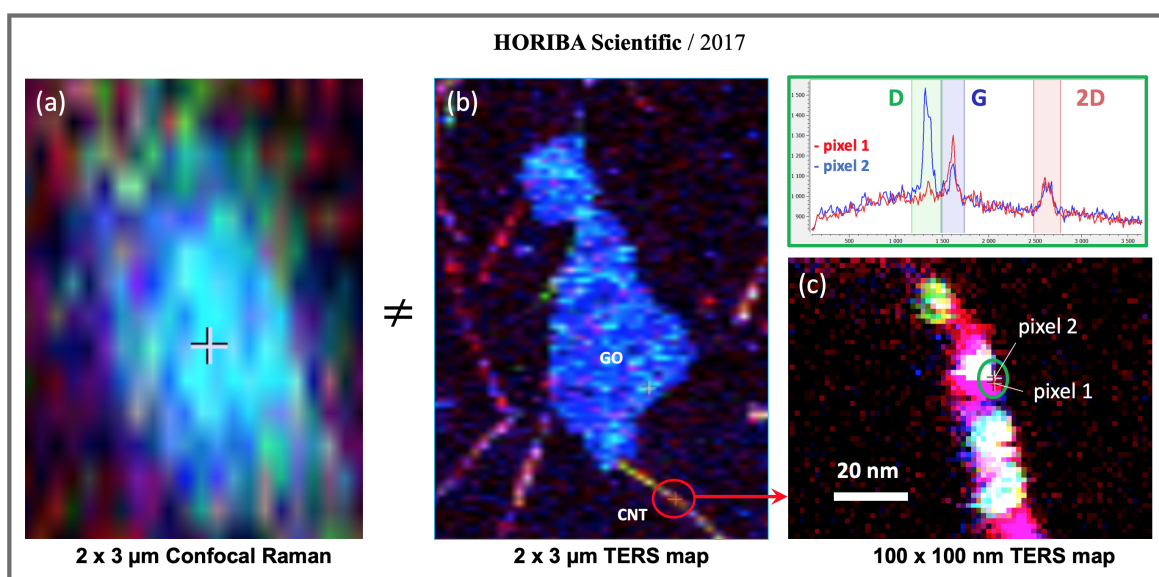 HORIBA Scientific / 2017
(a)
≠
(b)
GO
CNT
D G 2D
- pixel 1
- pixel 2
1 500
1 400
1 300
1 200
1 100
1 000
900
500 1 000 1 500 2 000 2 500 3 000 3 500
(c)
pixel 2
pixel 1
20 nm
2 x 3 µm Confocal Raman
2 x 3 µm TERS map
100 x 100 nm TERS map